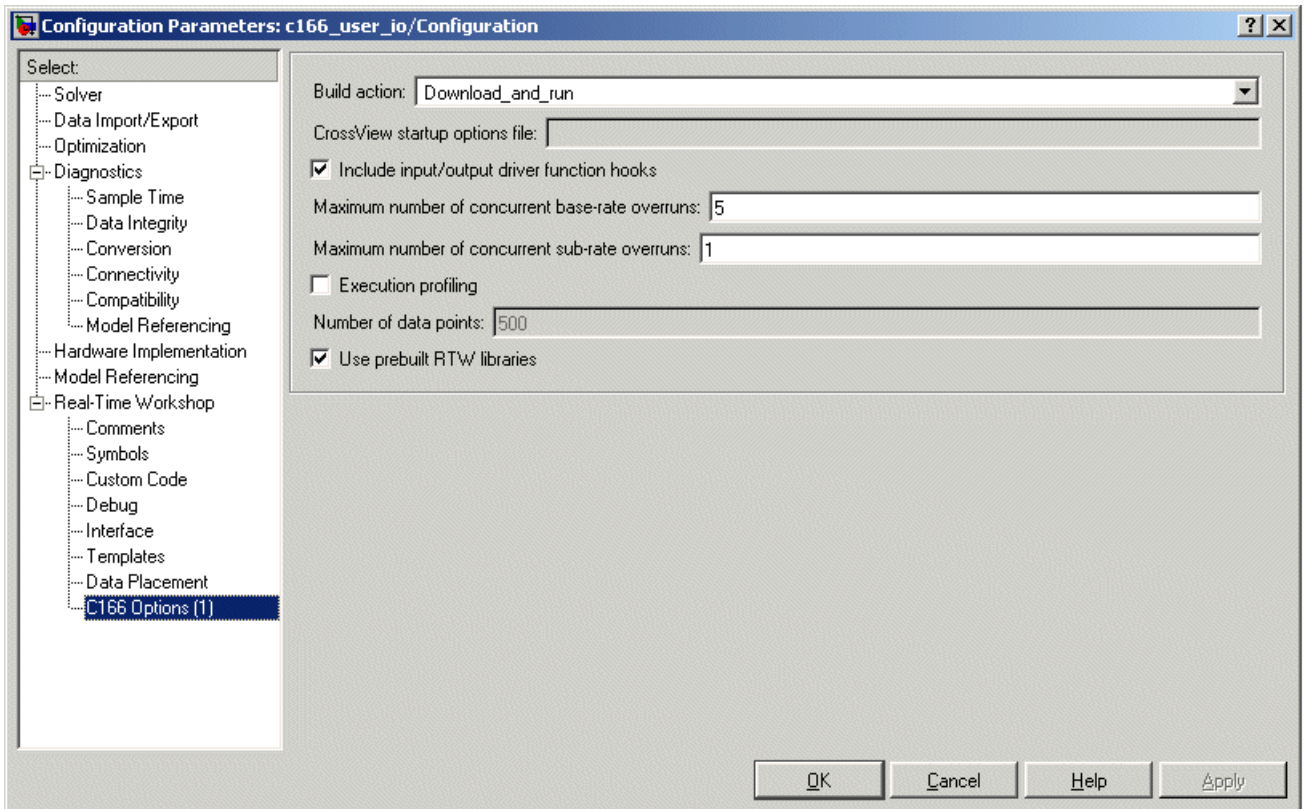 Configuration Parameters: c166_user_io/Configuration
Select:
Solver
Data Import/Export
Optimization
Diagnostics
Sample Time
Data Integrity
Conversion
Connectivity
Compatibility
Model Referencing
Hardware Implementation
Model Referencing
Real-Time Workshop
Comments
Symbols
Custom Code
Debug
Interface
Templates
Data Placement
C166 Options (1)
Build action: Download_and_run
CrossView startup options file:
Include input/output driver function hooks
Maximum number of concurrent base-rate overruns: 5
Maximum number of concurrent sub-rate overruns: 1
Execution profiling
Number of data points: 500
Use prebuilt RTW libraries
OK Cancel Help Apply